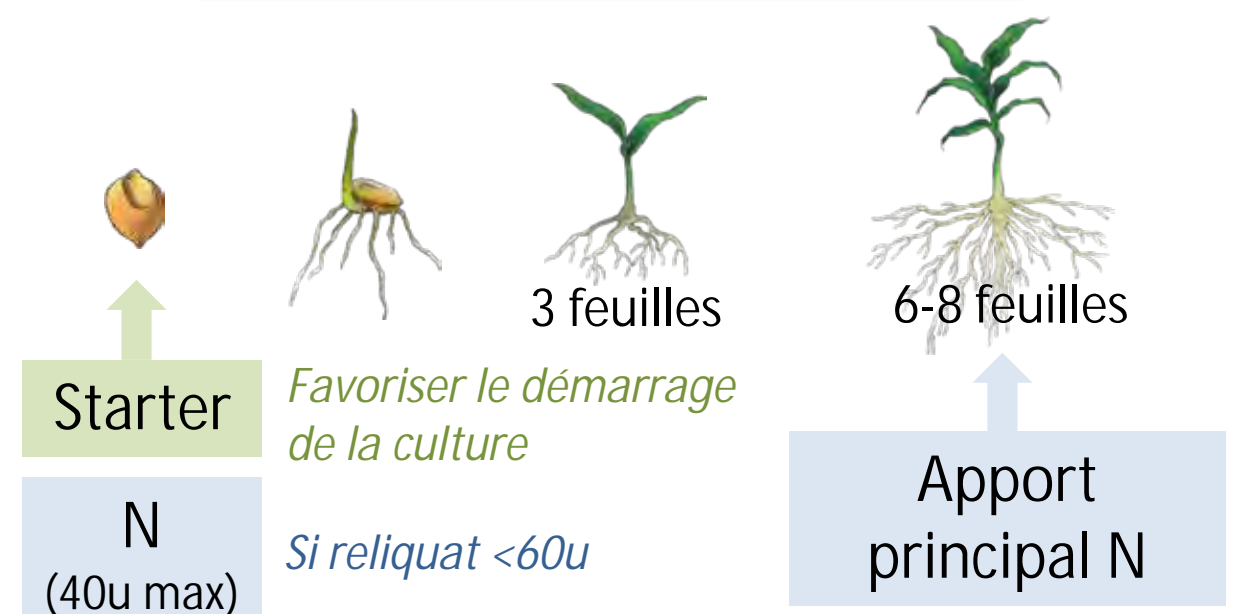 3 feuilles
6-8 feuilles
Starter
Favoriser le démarrage
de la culture
N
(40u max)
Si reliquat <60u
Apport
principal N